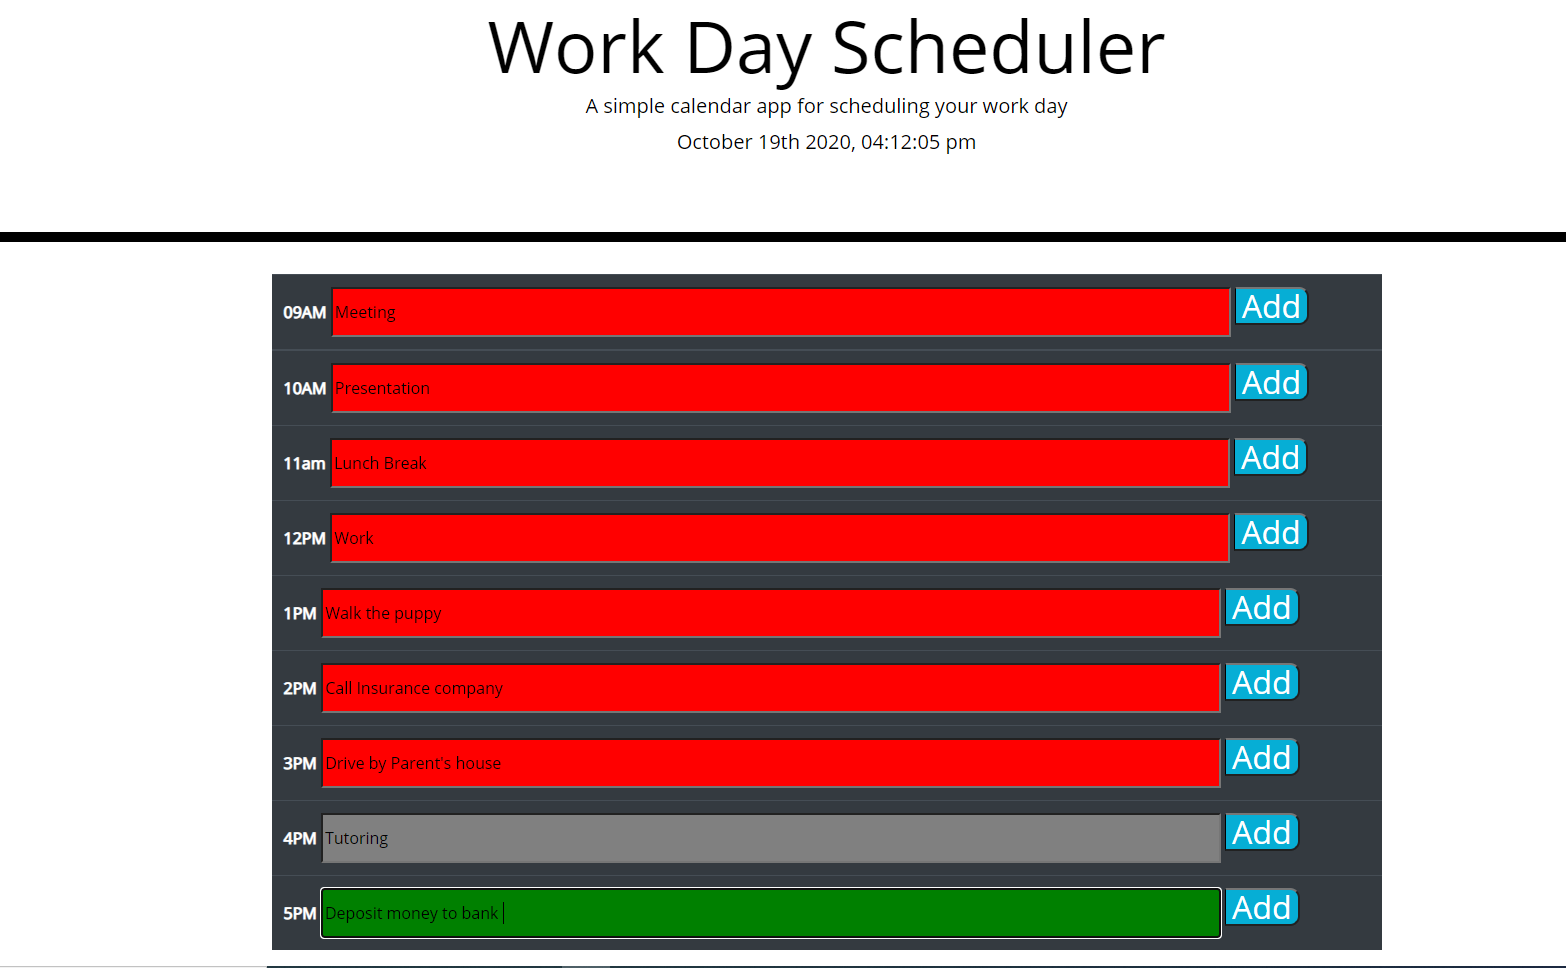 Work Day Scheduler
A simple calendar app for scheduling your work day
October 19th 2020, 04:12:05 pm
09AM Meeting Add
10AM Presentation Add
11am Lunch Break Add
12PM Work Add
1PM Walk the puppy Add
2PM Call Insurance company Add
3PM Drive by Parent's house Add
4PM Tutoring Add
5PM Deposit money to bank Add